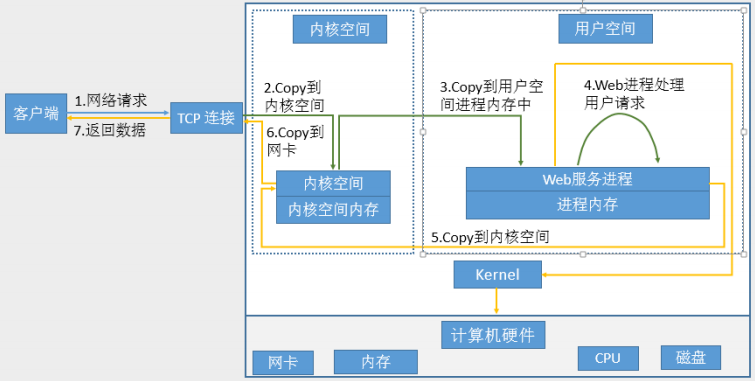 内核空间
用户空间
客户端
1.网络请求
7.返回数据
TCP 连接
2.Copy到
内核空间
6.Copy到
网卡
3.Copy到用户空
间进程内存中
4.Web进程处理
用户请求
内核空间
内核空间内存
Web服务进程
进程内存
5.Copy到内核空间
Kernel
计算机硬件
网卡
内存
CPU
磁盘